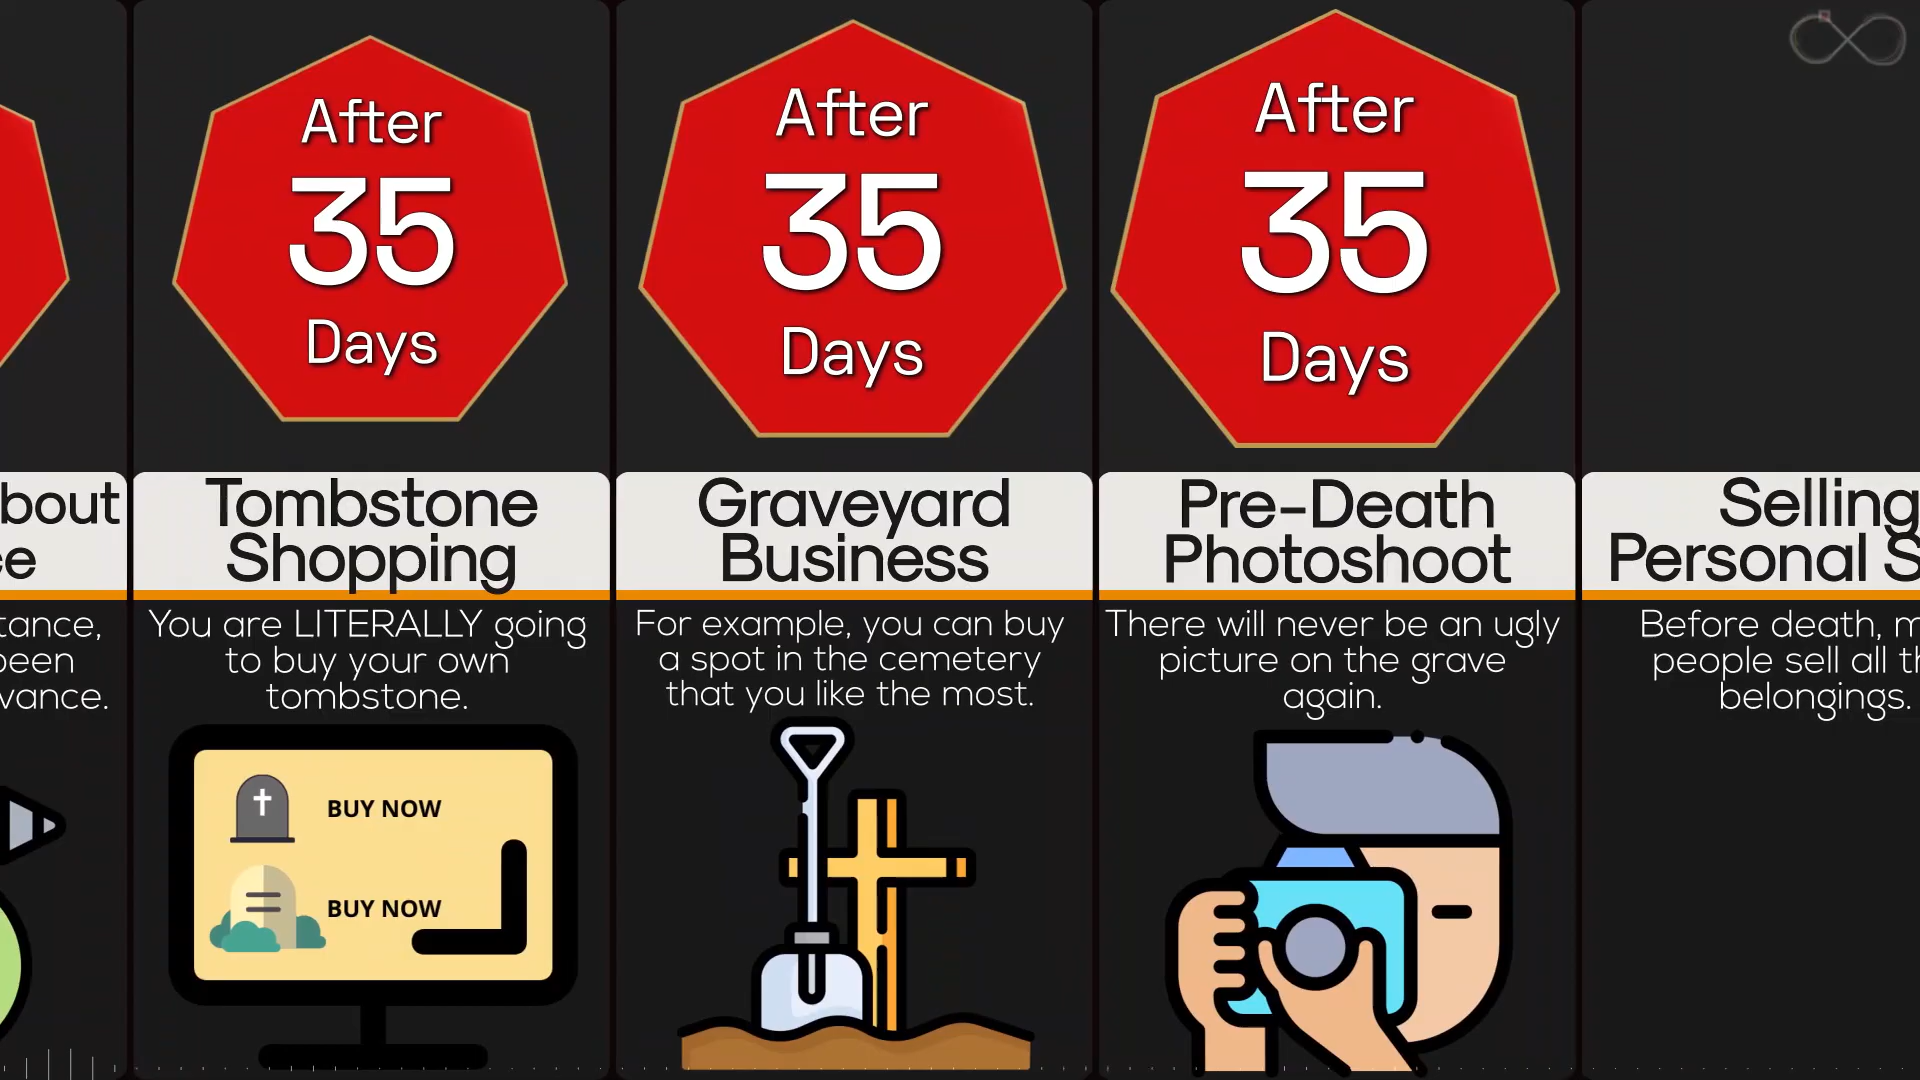 bout
ce
tance,
been
vance.
After
35
Days
Tombstone
Shopping
You are LITERALLY going
to buy your own
tombstone.
BUY NOW
BUY NOW
After
35
Days
Graveyard
Business
For example, you can buy
a spot in the cemetery
that you like the most.
After
35
Days
Pre-Death
Photoshoot
There will never be an ugly
picture on the grave
again.
Selling
Personal S
Before death, m
people sell all th
belongings.